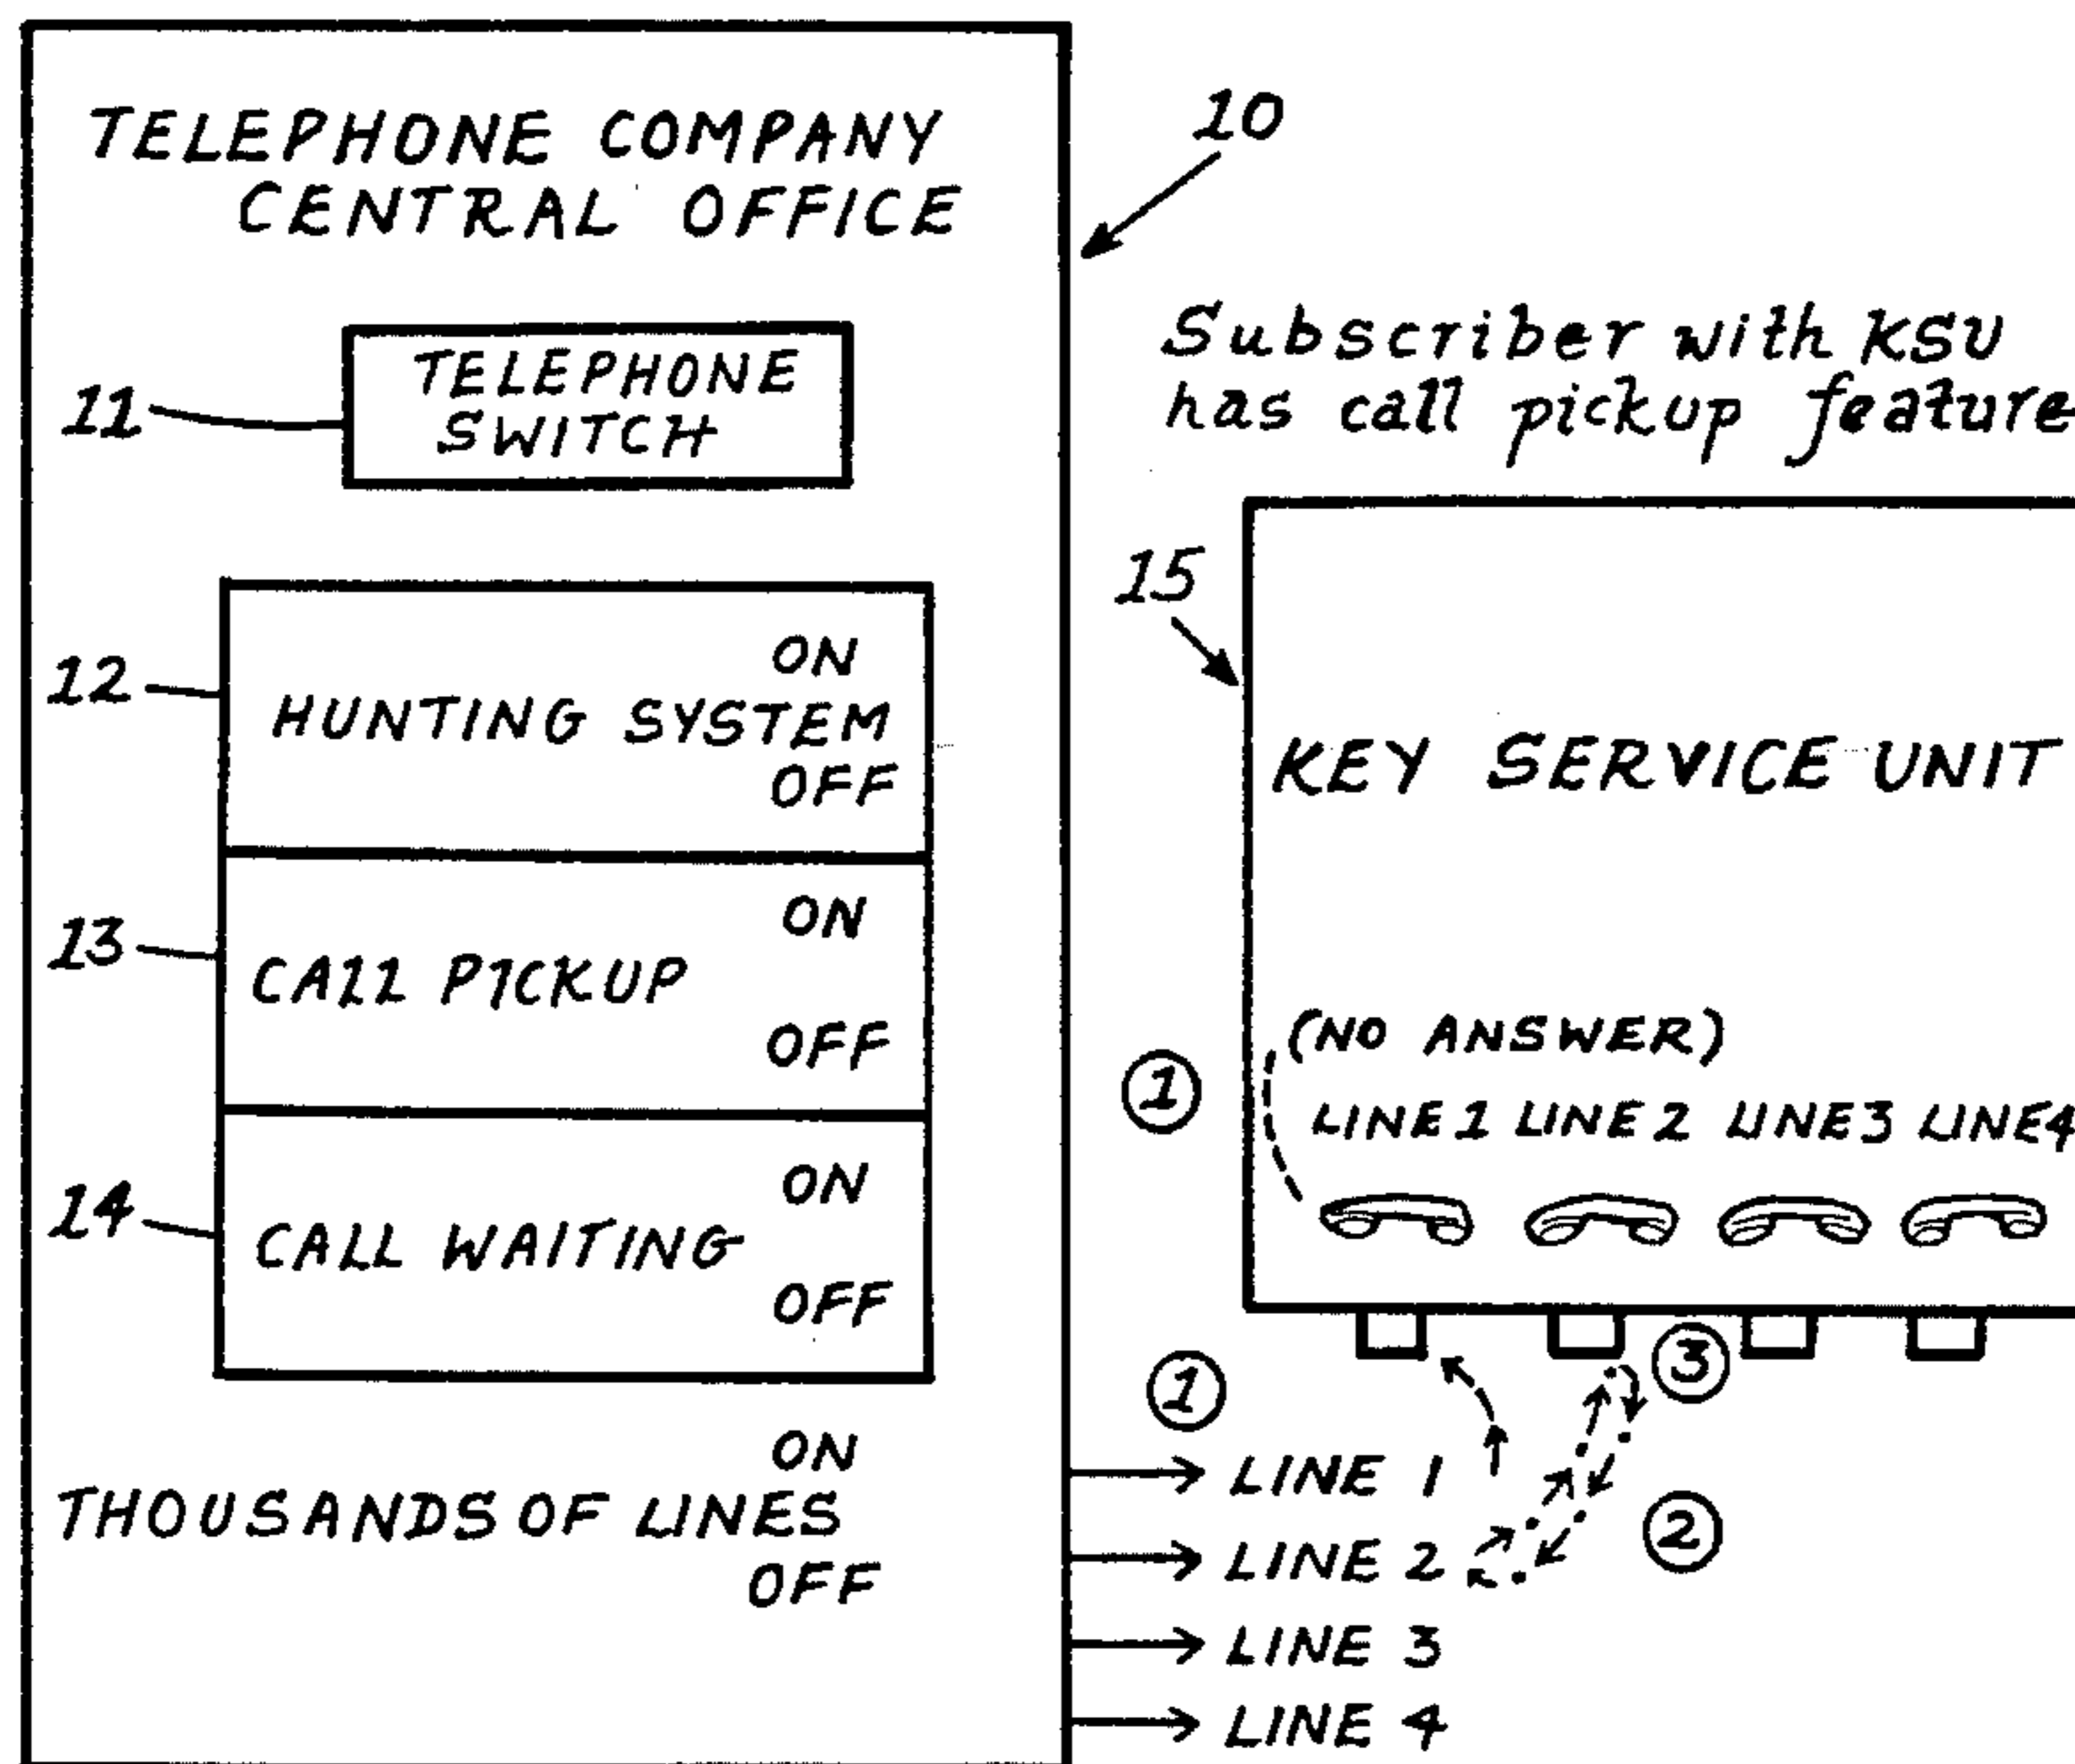 TELEPHONE COMPANY
CENTRAL OFFICE
10
11
TELEPHONE
SWITCH
12
ON
HUNTING SYSTEM
OFF
13
ON
CALL PICKUP
OFF
14
ON
CALL WAITING
OFF
ON
THOUSANDS OF LINES
OFF
Subscriber with KSU
has call pickup feature
15
KEY SERVICE UNIT
(NO ANSWER)
1
LINE 1 LINE 2 LINE 3 LINE 4
3
1
LINE 1
2
LINE 2
LINE 3
LINE 4